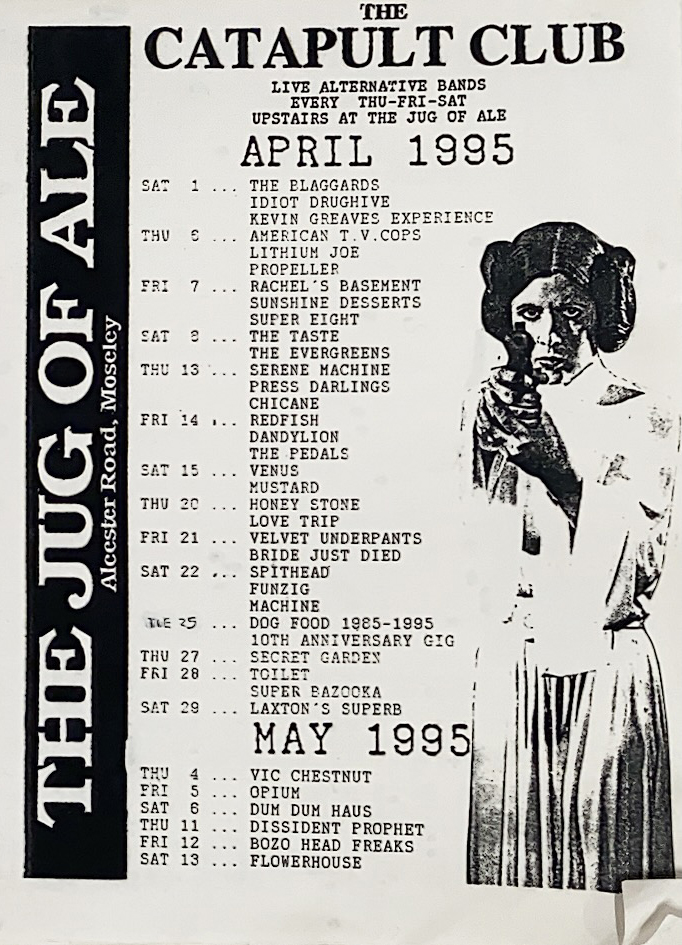 THE
CATAPULT CLUB
LIVE ALTERNATIVE BANDS
EVERY THU-FRI-SAT
UPSTAIRS AT THE JUG OF ALE
APRIL 1995
SAT 1 ... THE BLAGGARDS
IDIOT DRUGHIVE
KEVIN GREAVES EXPERIENCE
THU 6 ... AMERICAN T.V.COPS
LITHIUM JOE
PROPELLER
FRI 7 ... RACHEL'S BASEMENT
SUNSHINE DESSERTS
SUPER EIGHT
SAT 8 ... THE TASTE
THE EVERGREENS
THU 13 ... SERENE MACHINE
PRESS DARLINGS
CHICANE
FRI 14 ... REDFISH
DANDYLION
THE PEDALS
SAT 15 ... VENUS
MUSTARD
THU 20 ... HONEY STONE
LOVE TRIP
FRI 21 ... VELVET UNDERPANTS
BRIDE JUST DIED
SAT 22 ... SPITHEAD
FUNZIG
MACHINE
TUE 25 ... DOG FOOD 1985-1995
10TH ANNIVERSARY GIG
THU 27 ... SECRET GARDEN
FRI 28 ... TOILET
SUPER BAZOOKA
SAT 29 ... LAXTON'S SUPERB
MAY 1995
THU 4 ... VIC CHESTNUT
FRI 5 ... OPIUM
SAT 6 ... DUM DUM HAUS
THU 11 ... DISSIDENT PROPHET
FRI 12 ... BOZO HEAD FREAKS
SAT 13 ... FLOWERHOUSE
THE JUG OF ALE
Alcester Road, Moseley